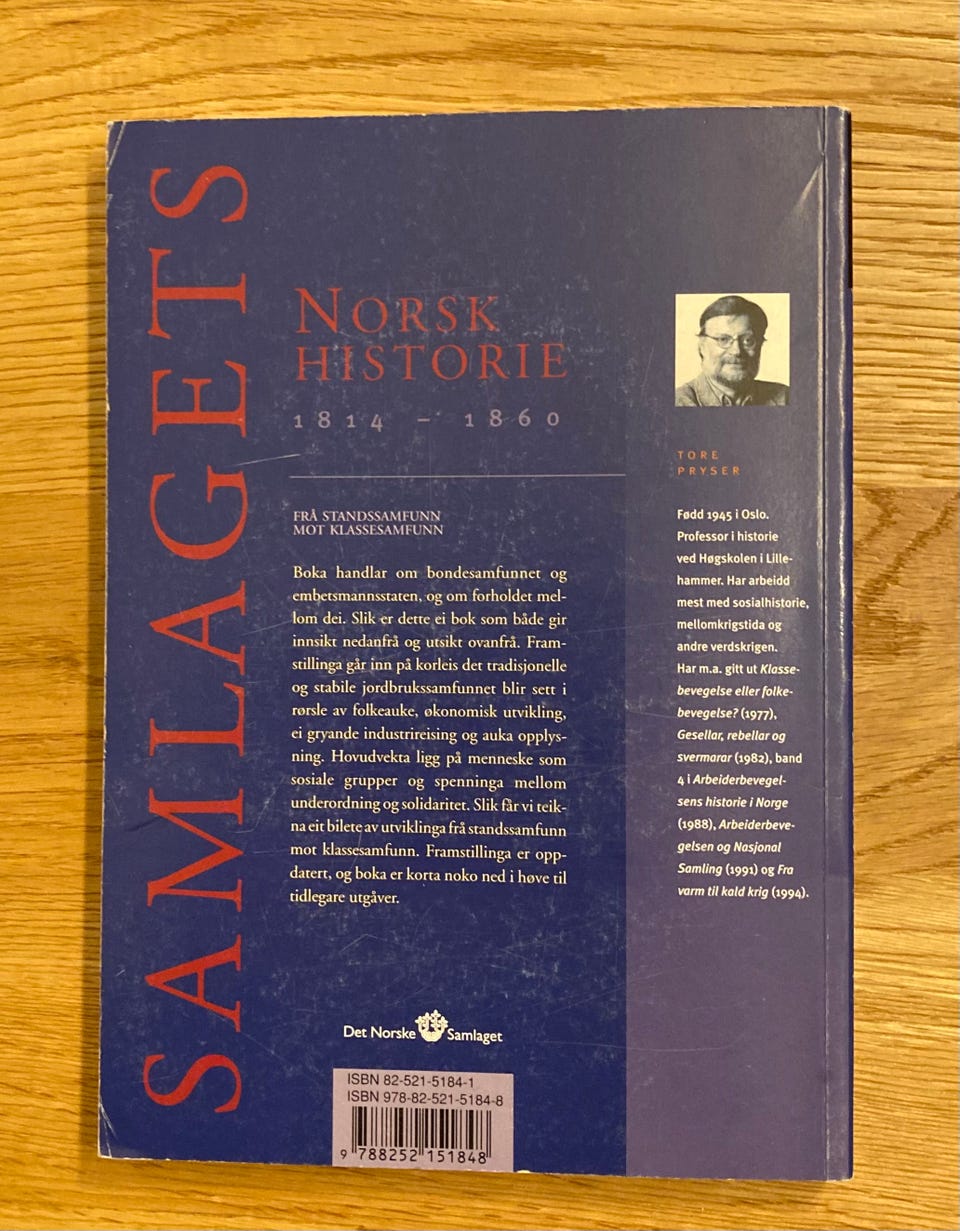 SAMLAGETS
NORSK
HISTORIE
1814 – 1860
FRÅ STANDSSAMFUNN
MOT KLASSESAMFUNN
Boka handlar om bondesamfunnet og
embetsmannsstaten, og om forholdet mel-
lom dei. Slik er dette ei bok som både gir
innsikt nedanfrå og utsikt ovanfrå. Fram-
stillinga går inn på korleis det tradisjonelle
og stabile jordbrukssamfunnet blir sett i
rørsle av folkeauke, økonomisk utvikling,
ei gryande industrireising og auka opplys-
ning. Hovudvekta ligg på menneske som
sosiale grupper og spenninga mellom
underordning og solidaritet. Slik får vi teik-
na eit bilete av utviklinga frå standssamfunn
mot klassesamfunn. Framstillinga er opp-
datert, og boka er korta noko ned i høve til
tidlegare utgåver.
TORE
PRYSER
Fødd 1945 i Oslo.
Professor i historie
ved Høgskolen i Lille-
hammer. Har arbeidd
mest med sosialhistorie,
mellomkrigstida og
andre verdskrigen.
Har m.a. gitt ut Klasse-
bevegelse eller folke-
bevegelse? (1977),
Gesellar, rebellar og
svermarar (1982), band
4 i Arbeiderbevegel-
sens historie i Norge
(1988), Arbeiderbeve-
gelsen og Nasjonal
Samling (1991) og Fra
varm til kald krig (1994).
Det Norske Samlaget
ISBN 82-521-5184-1
ISBN 978-82-521-5184-8
9 788252 151848